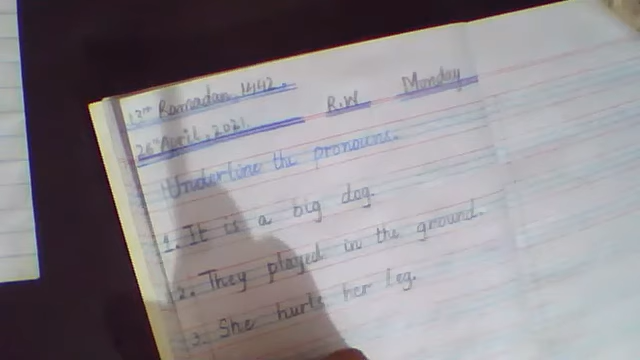 12th Ramadan, 1442.
R.W
Monday
26th April, 2021.
Underline the pronouns.
1. It is a big dog.
2. They played in the ground.
3. She hurts her leg.